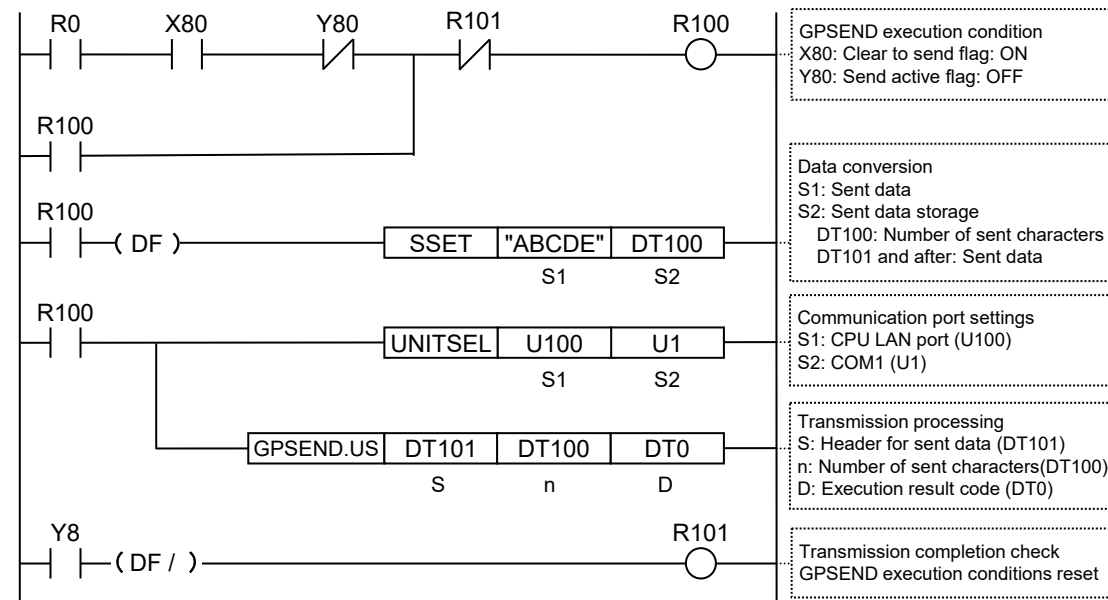 R0 X80 Y80 R101 R100
GPSEND execution condition
X80: Clear to send flag: ON
Y80: Send active flag: OFF
R100
Data conversion
S1: Sent data
S2: Sent data storage
DT100: Number of sent characters
DT101 and after: Sent data
R100
( DF ) SSET "ABCDE" DT100
S1 S2
R100
Communication port settings
S1: CPU LAN port (U100)
S2: COM1 (U1)
UNITSEL U100 U1
S1 S2
Transmission processing
S: Header for sent data (DT101)
n: Number of sent characters(DT100)
D: Execution result code (DT0)
GPSEND.US DT101 DT100 DT0
S n D
Y8 R101
( DF / )
Transmission completion check
GPSEND execution conditions reset